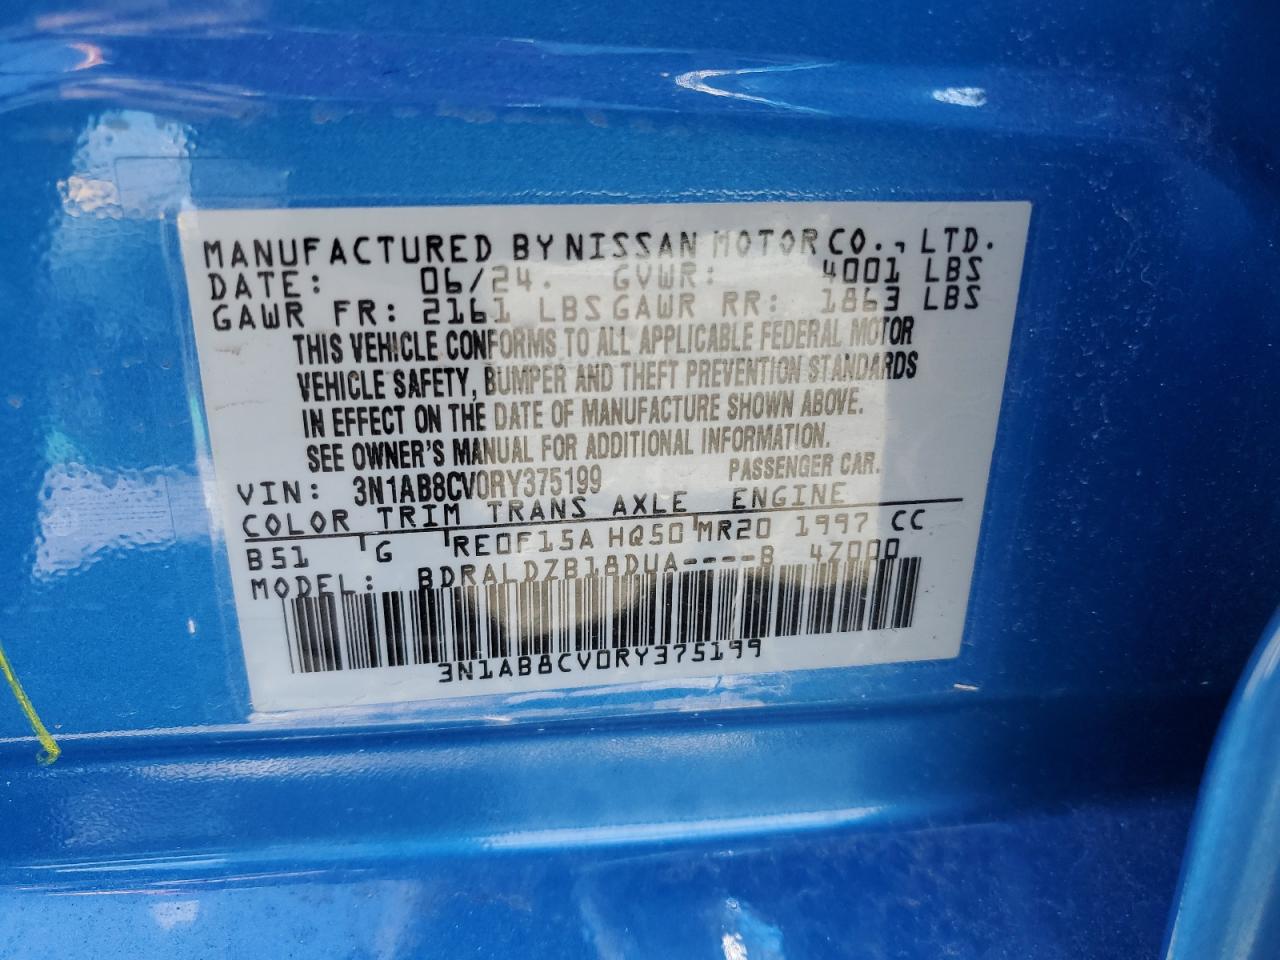 MANUFACTURED BY NISSAN MOTOR CO., LTD.
DATE: 06/24. GVWR: 4001 LBS
GAWR FR: 2161 LBS GAWR RR: 1863 LBS
THIS VEHICLE CONFORMS TO ALL APPLICABLE FEDERAL MOTOR
VEHICLE SAFETY, BUMPER AND THEFT PREVENTION STANDARDS
IN EFFECT ON THE DATE OF MANUFACTURE SHOWN ABOVE.
SEE OWNER'S MANUAL FOR ADDITIONAL INFORMATION.
VIN: 3N1AB8CV0RY375199 PASSENGER CAR.
COLOR TRIM TRANS AXLE ENGINE
B51 G RE0F15A HQ50 MR20 1997 CC
MODEL: BDRALDZB18DUA----B 4Z000
3N1AB8CV0RY375199